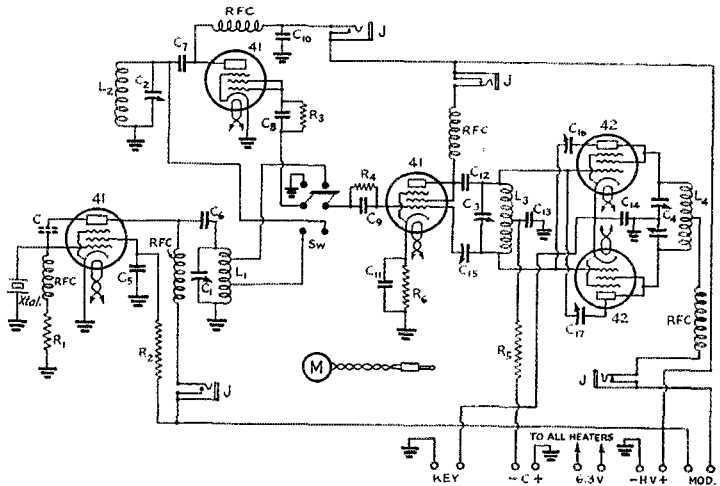 RFC
C7
41
C10
J
L2
C2
C8
R3
J
RFC
C16
42
41
R4
41
C12
C
C6
C9
C3
L3
C13
C14
L4
C4
RFC
C5
RFC
C1
L1
Sw
C15
Xtal.
C11
R6
42
C17
RFC
R1
R2
R5
M
J
J
TO ALL HEATERS
KEY
- C +
6.3V
-HV+
MOD.